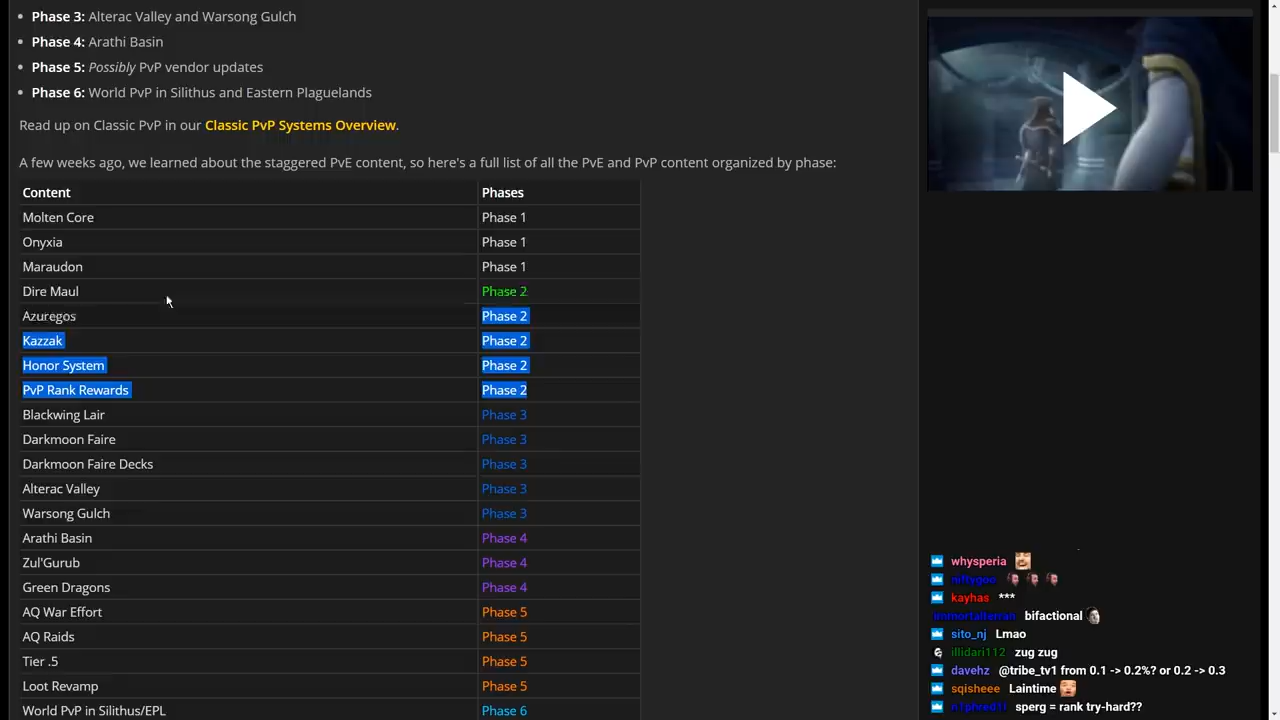 Phase 3: Alterac Valley and Warsong Gulch
Phase 4: Arathi Basin
Phase 5: Possibly PvP vendor updates
Phase 6: World PvP in Silithus and Eastern Plaguelands
Read up on Classic PvP in our Classic PvP Systems Overview.
A few weeks ago, we learned about the staggered PvE content, so here's a full list of all the PvE and PvP content organized by phase:
Content Phases
Molten Core Phase 1
Onyxia Phase 1
Maraudon Phase 1
Dire Maul Phase 2
Azuregos Phase 2
Kazzak Phase 2
Honor System Phase 2
PvP Rank Rewards Phase 2
Blackwing Lair Phase 3
Darkmoon Faire Phase 3
Darkmoon Faire Decks Phase 3
Alterac Valley Phase 3
Warsong Gulch Phase 3
Arathi Basin Phase 4
Zul'Gurub Phase 4
Green Dragons Phase 4
AQ War Effort Phase 5
AQ Raids Phase 5
Tier .5 Phase 5
Loot Revamp Phase 5
World PvP in Silithus/EPL Phase 6
whysperia
niftygoo
kayhas ***
bifactional
sito_nj Lmao
illidari112 zug zug
davehz @tribe_tv1 from 0.1 -> 0.2%? or 0.2 -> 0.3
sqisheee Laintime
sperg = rank try-hard??